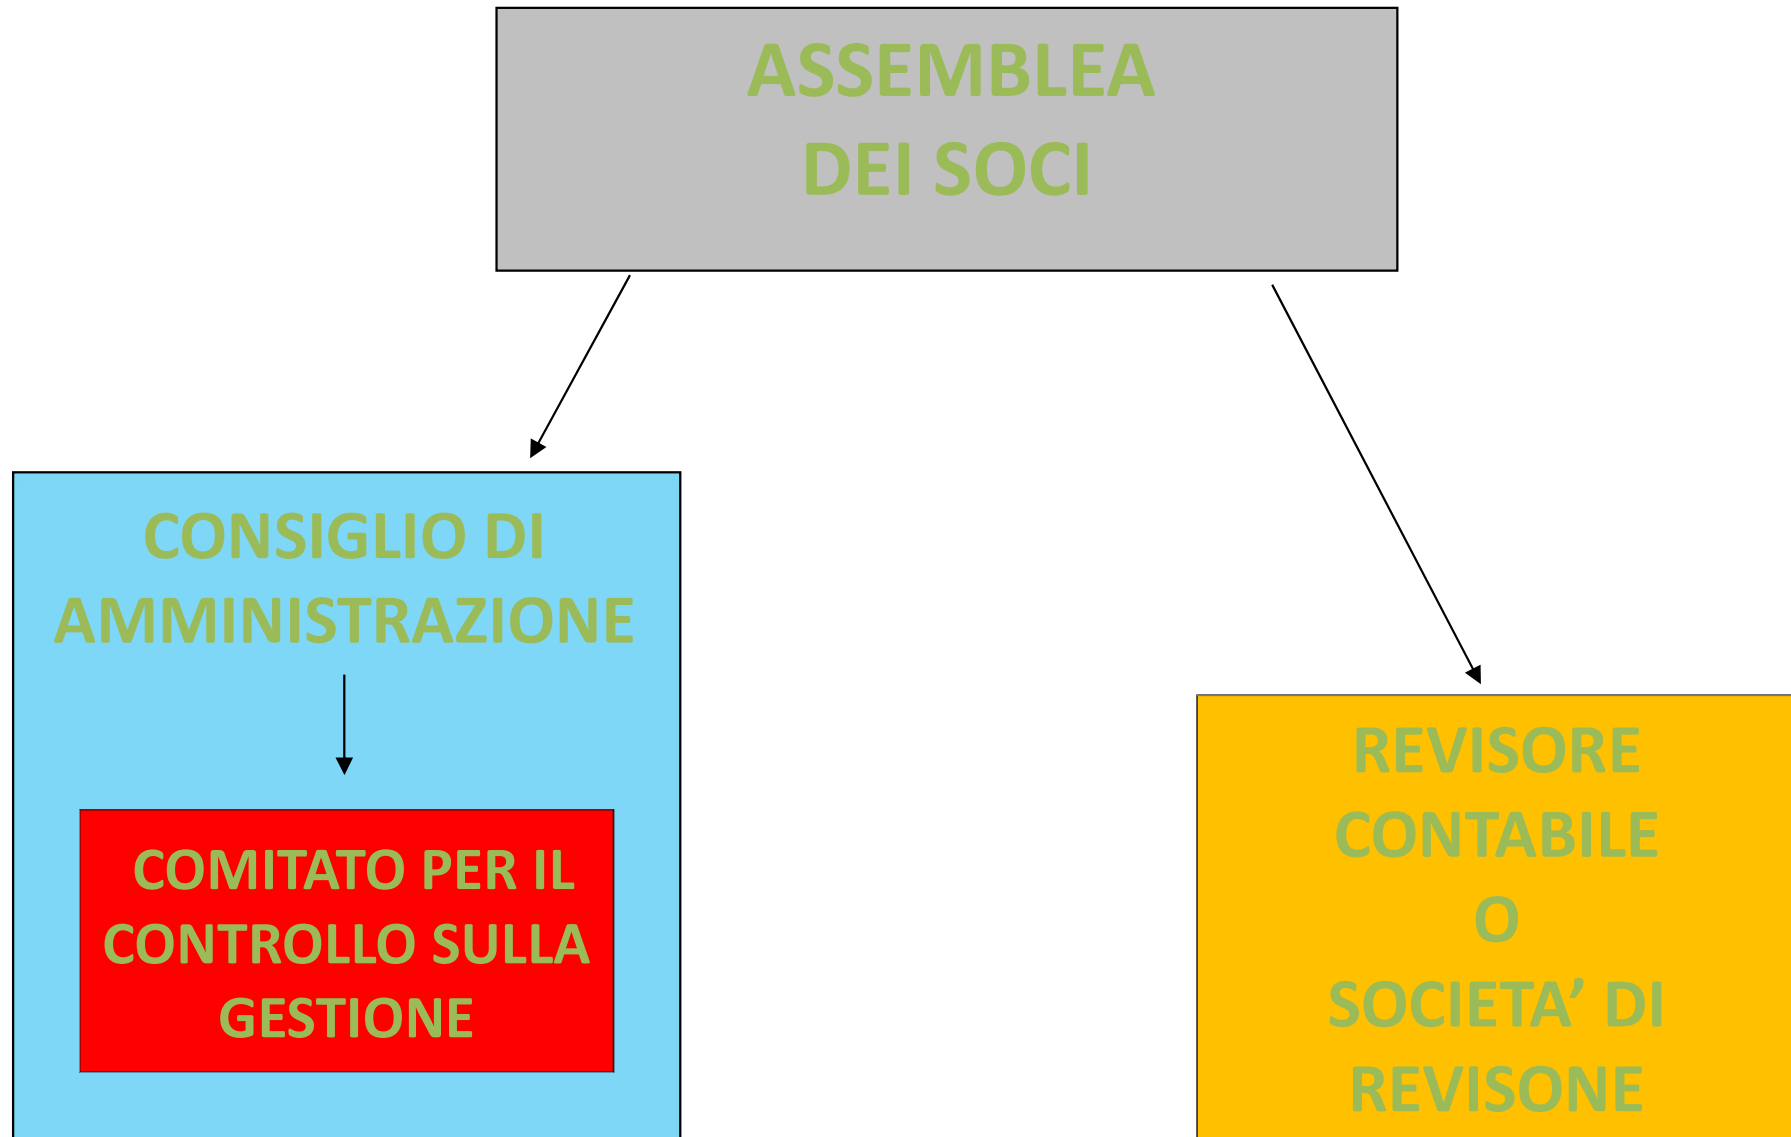 ASSEMBLEA
DEI SOCI
CONSIGLIO DI
AMMINISTRAZIONE
COMITATO PER IL
CONTROLLO SULLA
GESTIONE
REVISORE
CONTABILE
O
SOCIETA’ DI
REVISONE